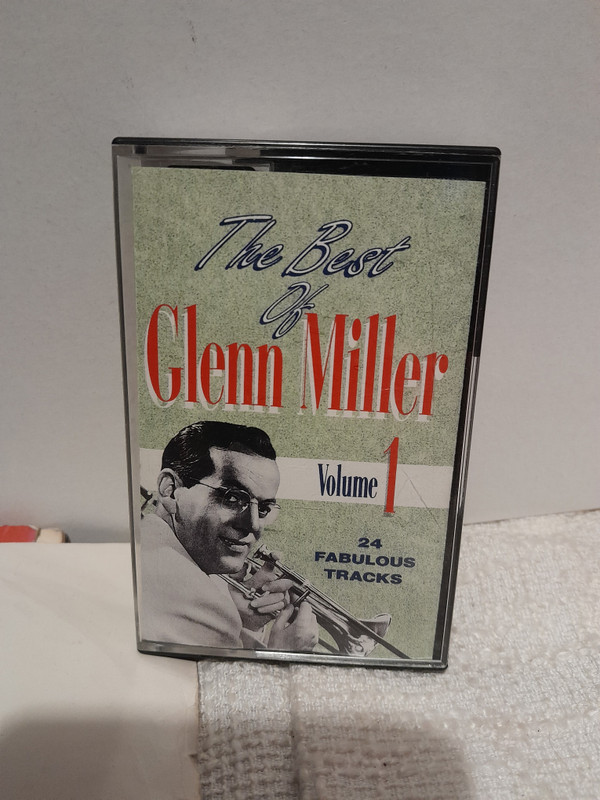 The Best
Of
Glenn Miller
Volume 1
24
FABULOUS
TRACKS